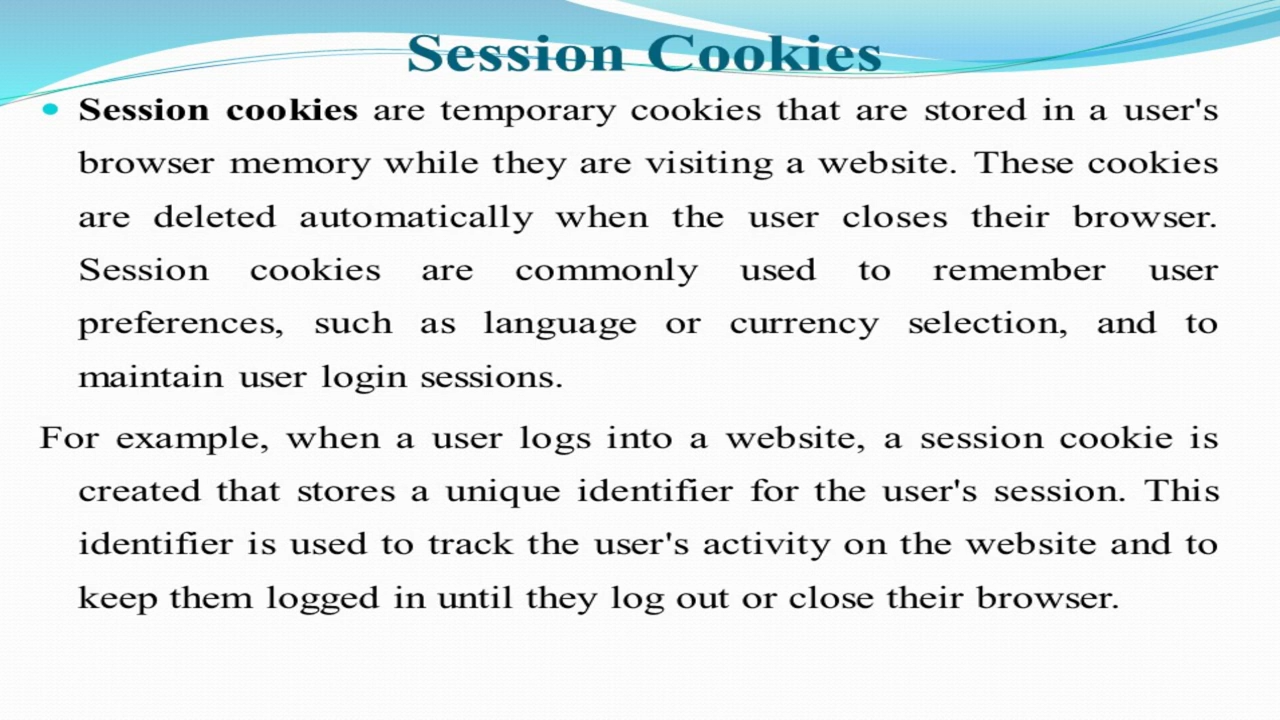 Session Cookies
• Session cookies are temporary cookies that are stored in a user's
browser memory while they are visiting a website. These cookies
are deleted automatically when the user closes their browser.
Session cookies are commonly used to remember user
preferences, such as language or currency selection, and to
maintain user login sessions.
For example, when a user logs into a website, a session cookie is
created that stores a unique identifier for the user's session. This
identifier is used to track the user's activity on the website and to
keep them logged in until they log out or close their browser.